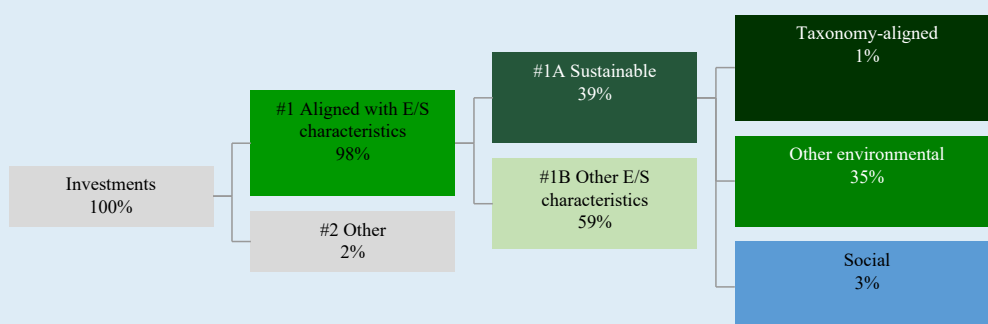 Investments
100%
#1 Aligned with E/S
characteristics
98%
#2 Other
2%
#1A Sustainable
39%
#1B Other E/S
characteristics
59%
Taxonomy-aligned
1%
Other environmental
35%
Social
3%